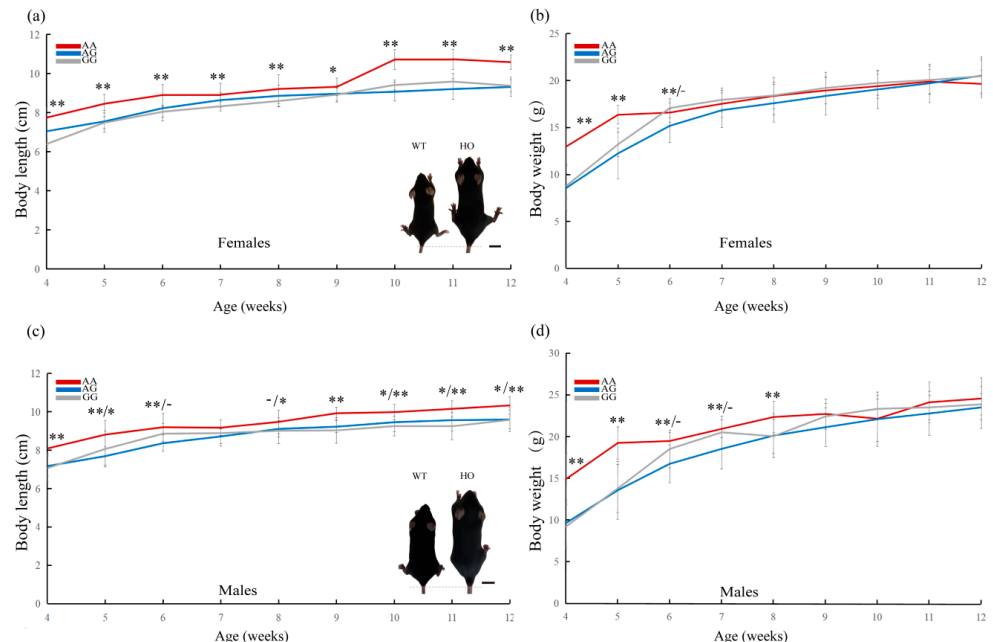 (a)
AA
AG
GG
** ** ** ** ** * ** ** **
12
10
8
6
4
2
0
Body length (cm)
WT HO
Females
4 5 6 7 8 9 10 11 12
Age (weeks)
(b)
AA
AG
GG
** ** **/-
25
20
15
10
5
0
Body weight (g)
Females
4 5 6 7 8 9 10 11 12
Age (weeks)
(c)
AA
AG
GG
** **/* **/- -/* ** */** */** */**
14
12
10
8
6
4
2
0
Body length (cm)
WT HO
Males
4 5 6 7 8 9 10 11 12
Age (weeks)
(d)
AA
AG
GG
** ** **/- **/- **
30
25
20
15
10
5
0
Body weight (g)
Males
4 5 6 7 8 9 10 11 12
Age (weeks)